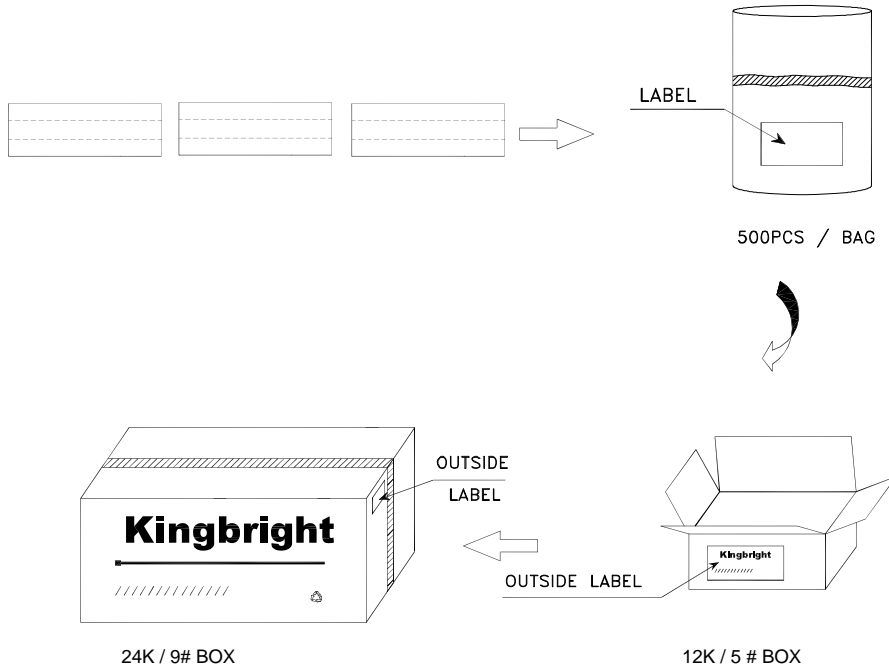 LABEL
500PCS / BAG
OUTSIDE
LABEL
Kingbright
Kingbright
OUTSIDE LABEL
24K / 9# BOX
12K / 5 # BOX